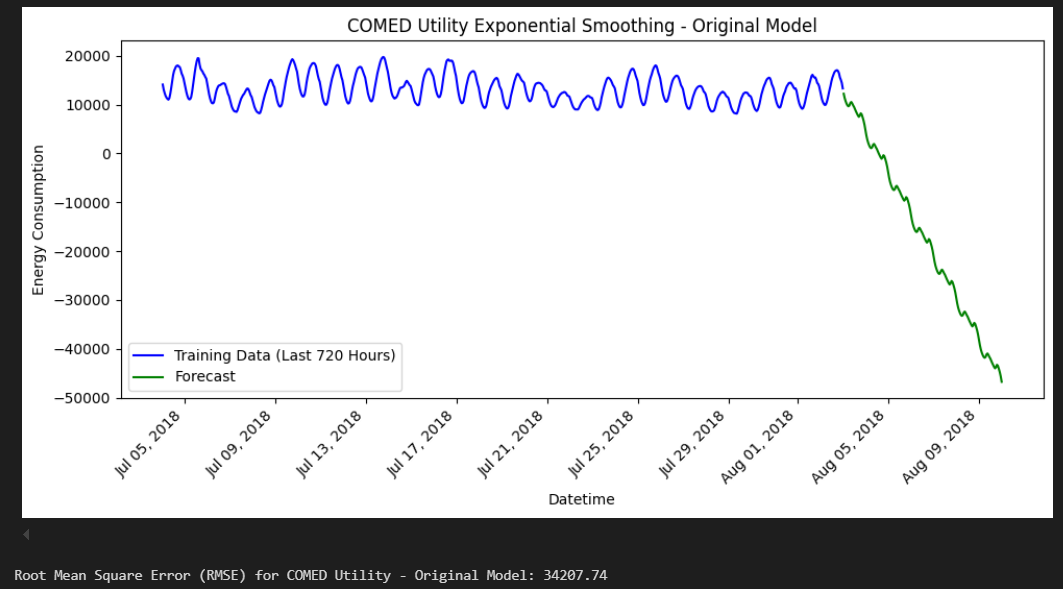 COMED Utility Exponential Smoothing - Original Model
20000
10000
0
−10000
−20000
−30000
−40000
−50000
Energy Consumption
Training Data (Last 720 Hours)
Forecast
Jul 05, 2018
Jul 09, 2018
Jul 13, 2018
Jul 17, 2018
Jul 21, 2018
Jul 25, 2018
Jul 29, 2018
Aug 01, 2018
Aug 05, 2018
Aug 09, 2018
Datetime
Root Mean Square Error (RMSE) for COMED Utility - Original Model: 34207.74